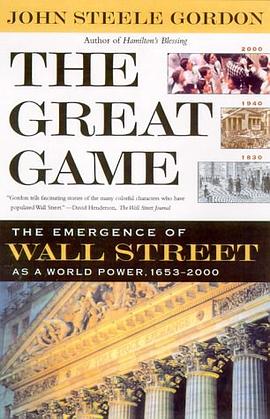 JOHN STEELE GORDON
Author of Hamilton's Blessing
THE
GREAT
GAME
2000
1940
1830
"Gordon tells fascinating stories of the many colorful characters who have
populated Wall Street."—David Henderson, The Wall Street Journal
THE EMERGENCE OF
WALL STREET
AS A WORLD POWER, 1653-2000